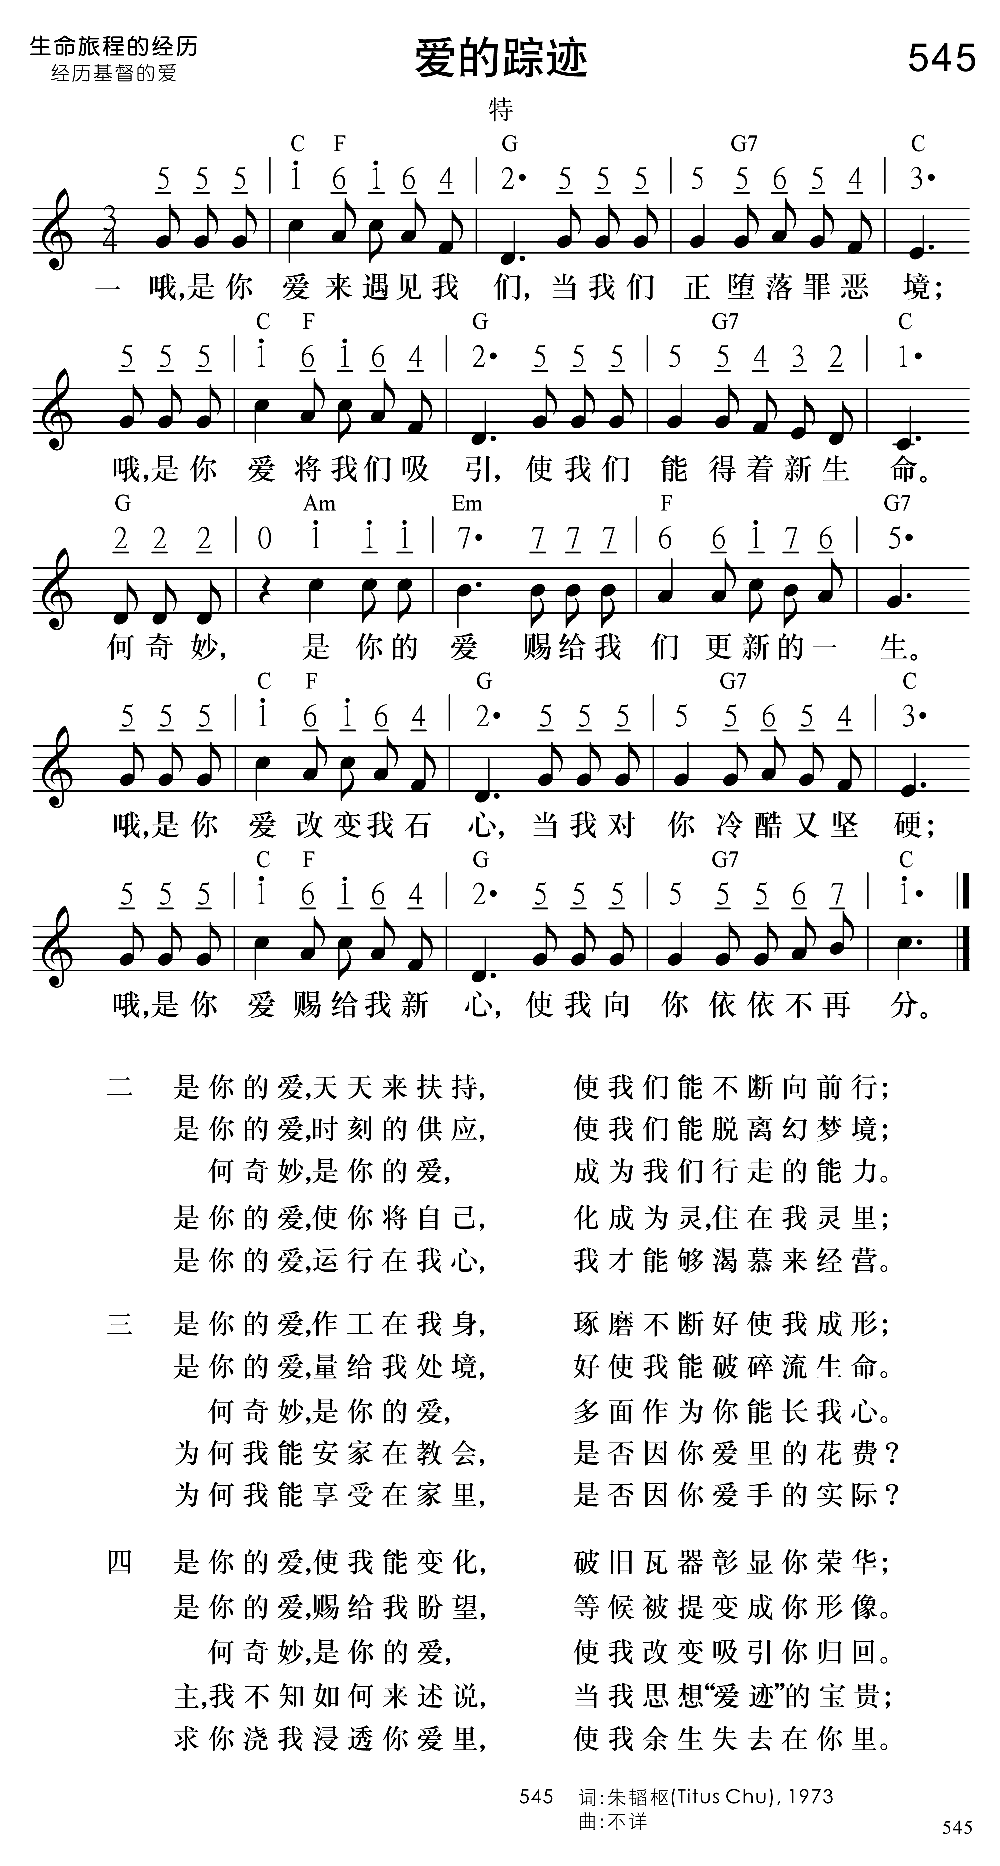 生命旅程的经历
经历基督的爱
爱的踪迹
545
特
C F G G7 C
5 5 5 | 1 6 1 6 4 | 2· 5 5 5 | 5 5 6 5 4 | 3·
3
4
一 哦,是你 爱来遇见我 们, 当我们 正堕落罪恶 境;
C F G G7 C
5 5 5 | 1 6 1 6 4 | 2· 5 5 5 | 5 5 4 3 2 | 1·
哦,是你 爱将我们吸 引, 使我们 能得着新生 命。
G Am Em F G7
2 2 2 | 0 1 1 1 | 7· 7 7 7 | 6 6 1 7 6 | 5·
何奇妙, 是你的 爱 赐给我 们更新的一 生。
C F G G7 C
5 5 5 | 1 6 1 6 4 | 2· 5 5 5 | 5 5 6 5 4 | 3·
哦,是你 爱改变我石 心, 当我对 你冷酷又坚 硬;
C F G G7 C
5 5 5 | 1 6 1 6 4 | 2· 5 5 5 | 5 5 5 6 7 | 1·
哦,是你 爱赐给我新 心, 使我向 你依依不再 分。
二 是你的爱,天天来扶持, 使我们能不断向前行;
是你的爱,时刻的供应, 使我们能脱离幻梦境;
何奇妙,是你的爱, 成为我们行走的能力。
是你的爱,使你将自己, 化成为灵,住在我灵里;
是你的爱,运行在我心, 我才能够渴慕来经营。
三 是你的爱,作工在我身, 琢磨不断好使我成形;
是你的爱,量给我处境, 好使我能破碎流生命。
何奇妙,是你的爱, 多面作为你能长我心。
为何我能安家在教会, 是否因你爱里的花费?
为何我能享受在家里, 是否因你爱手的实际?
四 是你的爱,使我能变化, 破旧瓦器彰显你荣华;
是你的爱,赐给我盼望, 等候被提变成你形像。
何奇妙,是你的爱, 使我改变吸引你归回。
主,我不知如何来述说, 当我思想“爱迹”的宝贵;
求你浇我浸透你爱里, 使我余生失去在你里。
545 词:朱韬枢(Titus Chu), 1973
曲:不详
545